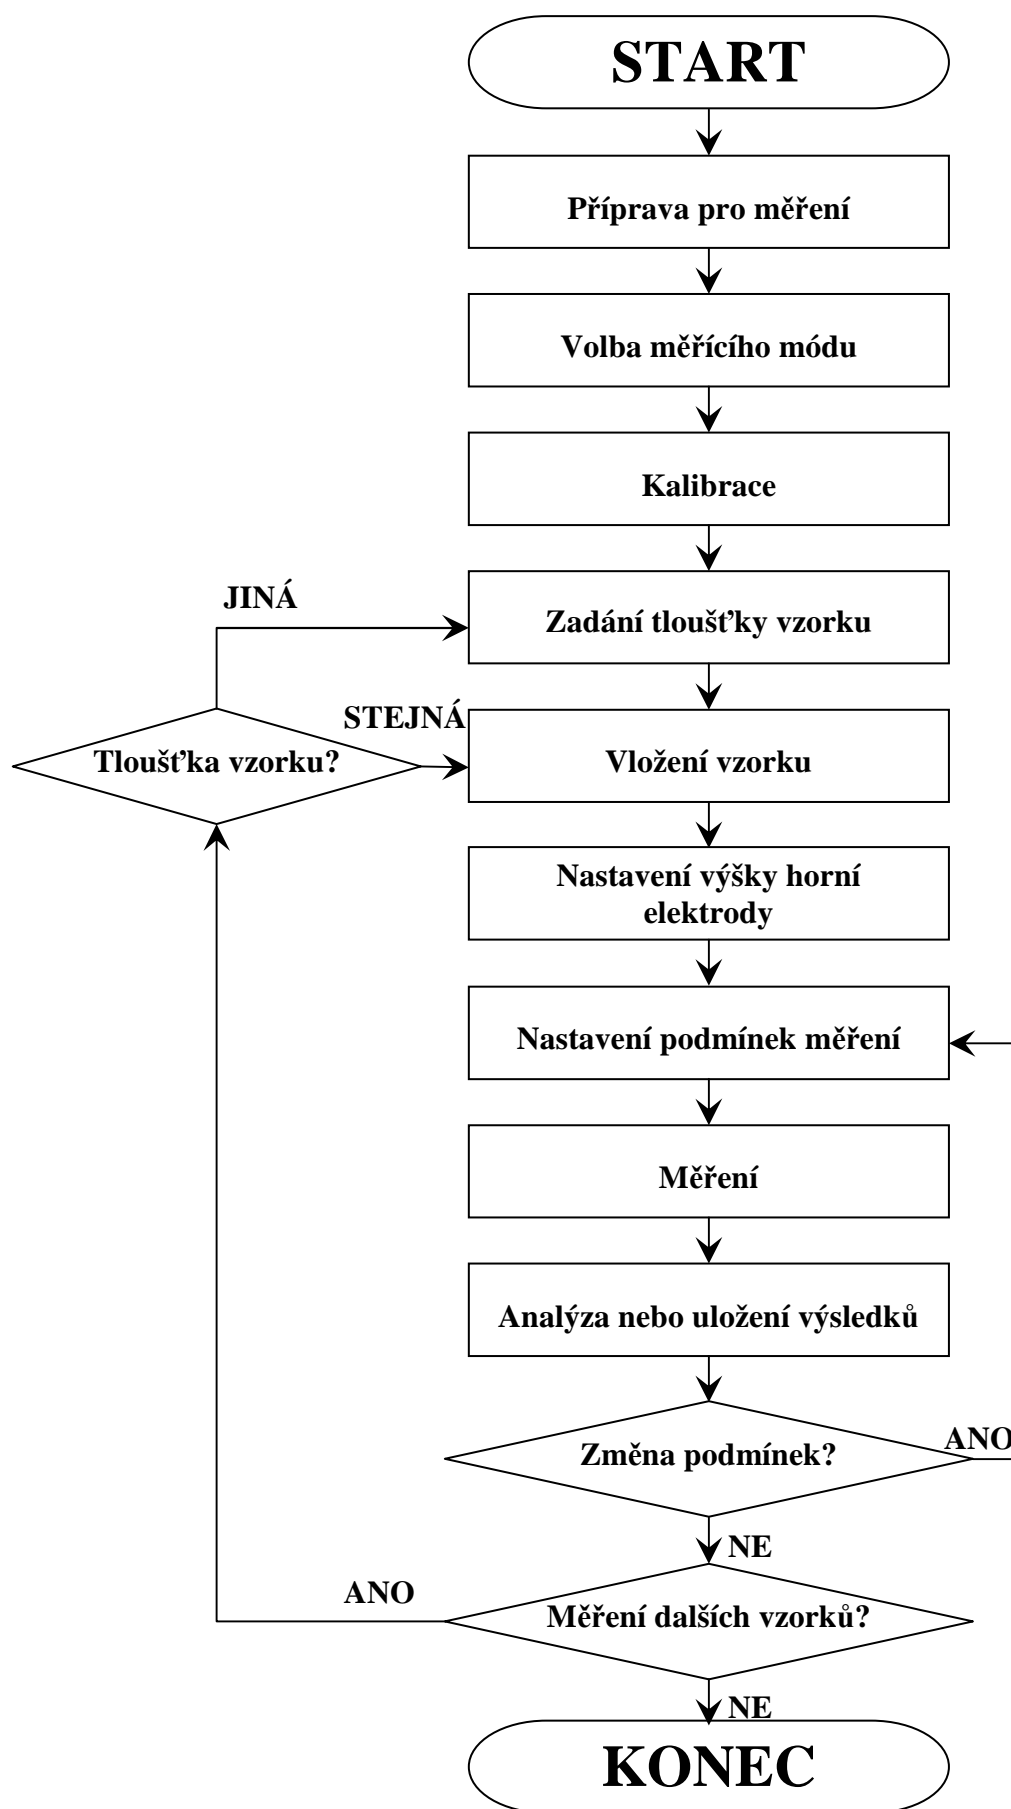 START
Příprava pro měření
Volba měřícího módu
Kalibrace
JINÁ
Zadání tloušťky vzorku
STEJNÁ
Tloušťka vzorku?
Vložení vzorku
Nastavení výšky horní
elektrody
Nastavení podmínek měření
Měření
Analýza nebo uložení výsledků
Změna podmínek?
ANO
NE
ANO
Měření dalších vzorků?
NE
KONEC